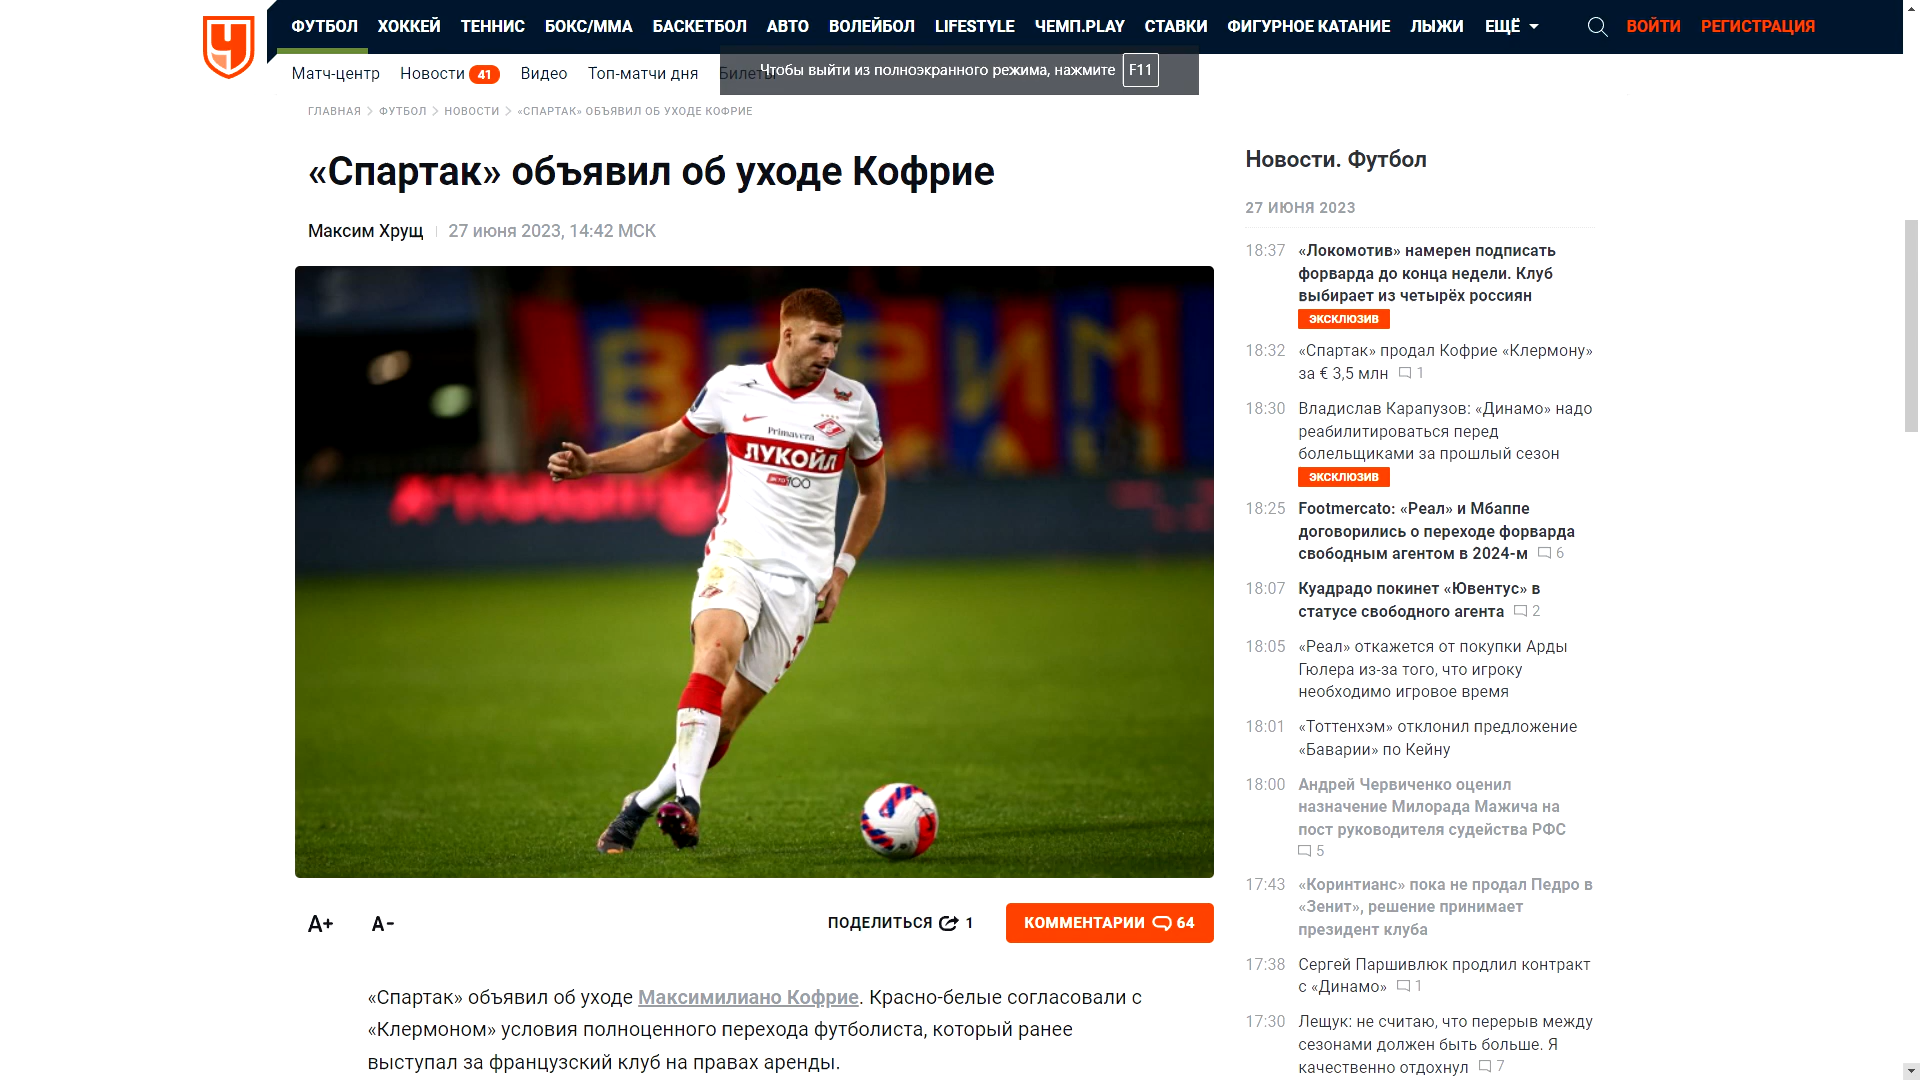 ФУТБОЛ ХОККЕЙ ТЕННИС БОКС/ММА БАСКЕТБОЛ АВТО ВОЛЕЙБОЛ LIFESTYLE ЧЕМП.PLAY СТАВКИ ФИГУРНОЕ КАТАНИЕ ЛЫЖИ ЕЩЁ ВОЙТИ РЕГИСТРАЦИЯ
Матч-центр Новости 41 Видео Топ-матчи дня Билеты
Чтобы выйти из полноэкранного режима, нажмите F11
ГЛАВНАЯ ФУТБОЛ НОВОСТИ «СПАРТАК» ОБЪЯВИЛ ОБ УХОДЕ КОФРИЕ
«Спартак» объявил об уходе Кофрие
Максим Хрущ 27 июня 2023, 14:42 МСК
Primavera
ЛУКОЙЛ
A+ A- ПОДЕЛИТЬСЯ 1 КОММЕНТАРИИ 64
«Спартак» объявил об уходе Максимилиано Кофрие. Красно-белые согласовали с
«Клермоном» условия полноценного перехода футболиста, который ранее
выступал за французский клуб на правах аренды.
Новости. Футбол
27 ИЮНЯ 2023
18:37 «Локомотив» намерен подписать
форварда до конца недели. Клуб
выбирает из четырёх россиян
ЭКСКЛЮЗИВ
18:32 «Спартак» продал Кофрие «Клермону»
за € 3,5 млн 1
18:30 Владислав Карапузов: «Динамо» надо
реабилитироваться перед
болельщиками за прошлый сезон
ЭКСКЛЮЗИВ
18:25 Footmercato: «Реал» и Мбаппе
договорились о переходе форварда
свободным агентом в 2024-м 6
18:07 Куадрадо покинет «Ювентус» в
статусе свободного агента 2
18:05 «Реал» откажется от покупки Арды
Гюлера из-за того, что игроку
необходимо игровое время
18:01 «Тоттенхэм» отклонил предложение
«Баварии» по Кейну
18:00 Андрей Червиченко оценил
назначение Милорада Мажича на
пост руководителя судейства РФС
5
17:43 «Коринтианс» пока не продал Педро в
«Зенит», решение принимает
президент клуба
17:38 Сергей Паршивлюк продлил контракт
с «Динамо» 1
17:30 Лещук: не считаю, что перерыв между
сезонами должен быть больше. Я
качественно отдохнул 7